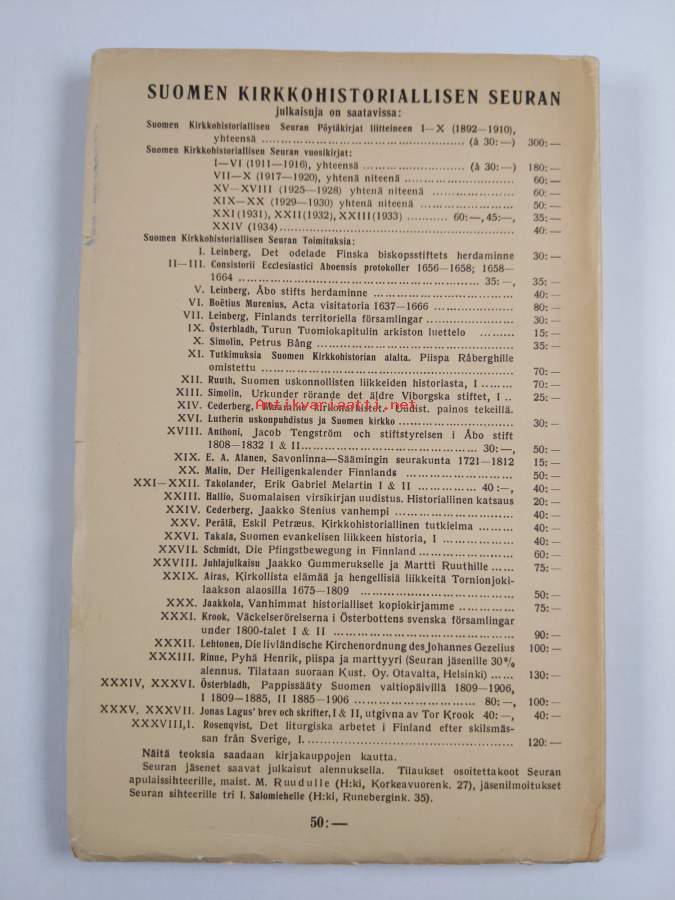 SUOMEN KIRKKOHISTORIALLISEN SEURAN
julkaisuja on saatavissa:
Suomen Kirkkohistoriallisen Seuran Pöytäkirjat liitteineen I—X (1892—1910),
yhteensä (à 30:—) 300:—
Suomen Kirkkohistoriallisen Seuran vuosikirjat:
I—VI (1911—1916), yhteensä (à 30:—) 180:—
VII—X (1917—1920), yhtenä niteenä 60:—
XV—XVIII (1925—1928) yhtenä niteenä 60:—
XIX—XX (1929—1930) yhtenä niteenä 50:—
XXI (1931), XXII (1932), XXIII (1933) 60:—, 45:—, 35:—
XXIV (1934) 40:—
Suomen Kirkkohistoriallisen Seuran Toimituksia:
I. Leinberg, Det odelade Finska biskopsstiftets herdaminne 30:—
II—III. Consistorii Ecclesiastici Aboensis protokoller 1656—1658; 1658—
1664 35:—, 35:—
V. Leinberg, Åbo stifts herdaminne 40:—
VI. Boëtius Murenius, Acta visitatoria 1637—1666 80:—
VII. Leinberg, Finlands territoriella församlingar 30:—
IX. Österbladh, Turun Tuomiokapitulin arkiston luettelo 15:—
X. Simolin, Petrus Bång 35:—
XI. Tutkimuksia Suomen Kirkkohistorian alalta. Piispa Råberghille
omistettu 70:—
XII. Ruuth, Suomen uskonnollisten liikkeiden historiasta, I 70:—
XIII. Simolin, Urkunder rörande det äldre Viborgska stiftet, I 25:—
XIV. Cederberg, Maamme kirkonarkistot. Uudist. painos tekeillä.
Antikvariaatti.net
XVI. Lutherin uskonpuhdistus ja Suomen kirkko 30:—
XVIII. Anthoni, Jacob Tengström och stiftstyrelsen i Åbo stift
1808—1832 I & II 30:—, 50:—
XIX. E. A. Alanen, Savonlinna—Säämingin seurakunta 1721—1812 15:—
XX. Malin, Der Heiligenkalender Finnlands 50:—
XXI—XXII. Takolander, Erik Gabriel Melartin I & II 40:—, 40:—
XXIII. Hallio, Suomalaisen virsikirjan uudistus. Historiallinen katsaus 20:—
XXIV. Cederberg, Jaakko Stenius vanhempi 40:—
XXV. Perälä, Eskil Petræus. Kirkohistoriallinen tutkielma 40:—
XXVI. Takala, Suomen evankelisen liikkeen historia, I 40:—
XXVII. Schmidt, Die Pfingstbewegung in Finnland 60:—
XXVIII. Juhlajulkaisu Jaakko Gummerukselle ja Martti Ruuthille 75:—
XXIX. Airas, Kirkollista elämää ja hengellisiä liikkeitä Tornionjoki-
laakson alaosilla 1675—1809 50:—
XXX. Jaakkola, Vanhimmat historialliset kopiokirjamme 75:—
XXXI. Krook, Väckselserörelserna i Österbottens svenska församlingar
under 1800-talet I & II 90:—
XXXII. Lehtonen, Die livländische Kirchenordnung des Johannes Gezelius 100:—
XXXIII. Rinne, Pyhä Henrik, piispa ja marttyyri (Seuran jäsenille 30%
alennus. Tilataan suoraan Kust. Oy. Otavalta, Helsinki) 130:—
XXXIV, XXXVI. Österbladh, Pappissääty Suomen valtiopäivillä 1809—1906,
I 1809—1885, II 1885—1906 80:—, 100:—
XXXV, XXXVII. Jonas Lagus' brev och skrifter, I & II, utgivna av Tor Krook 40:—, 40:—
XXXVIII,I. Rosenqvist, Det liturgiska arbetet i Finland efter skilsmäs-
san från Sverige, I. 120:—
Näitä teoksia saadaan kirjakauppojen kautta.
Seuran jäsenet saavat julkaisut alennuksella. Tilaukset osoitettakoot Seuran
apulaissihteerille, maist. M. Ruudulle (H:ki, Korkeavuorenk. 27), jäsenilmoitukset
Seuran sihteerille tri I. Salomiehelle (H:ki, Runebergink. 35).
50:—